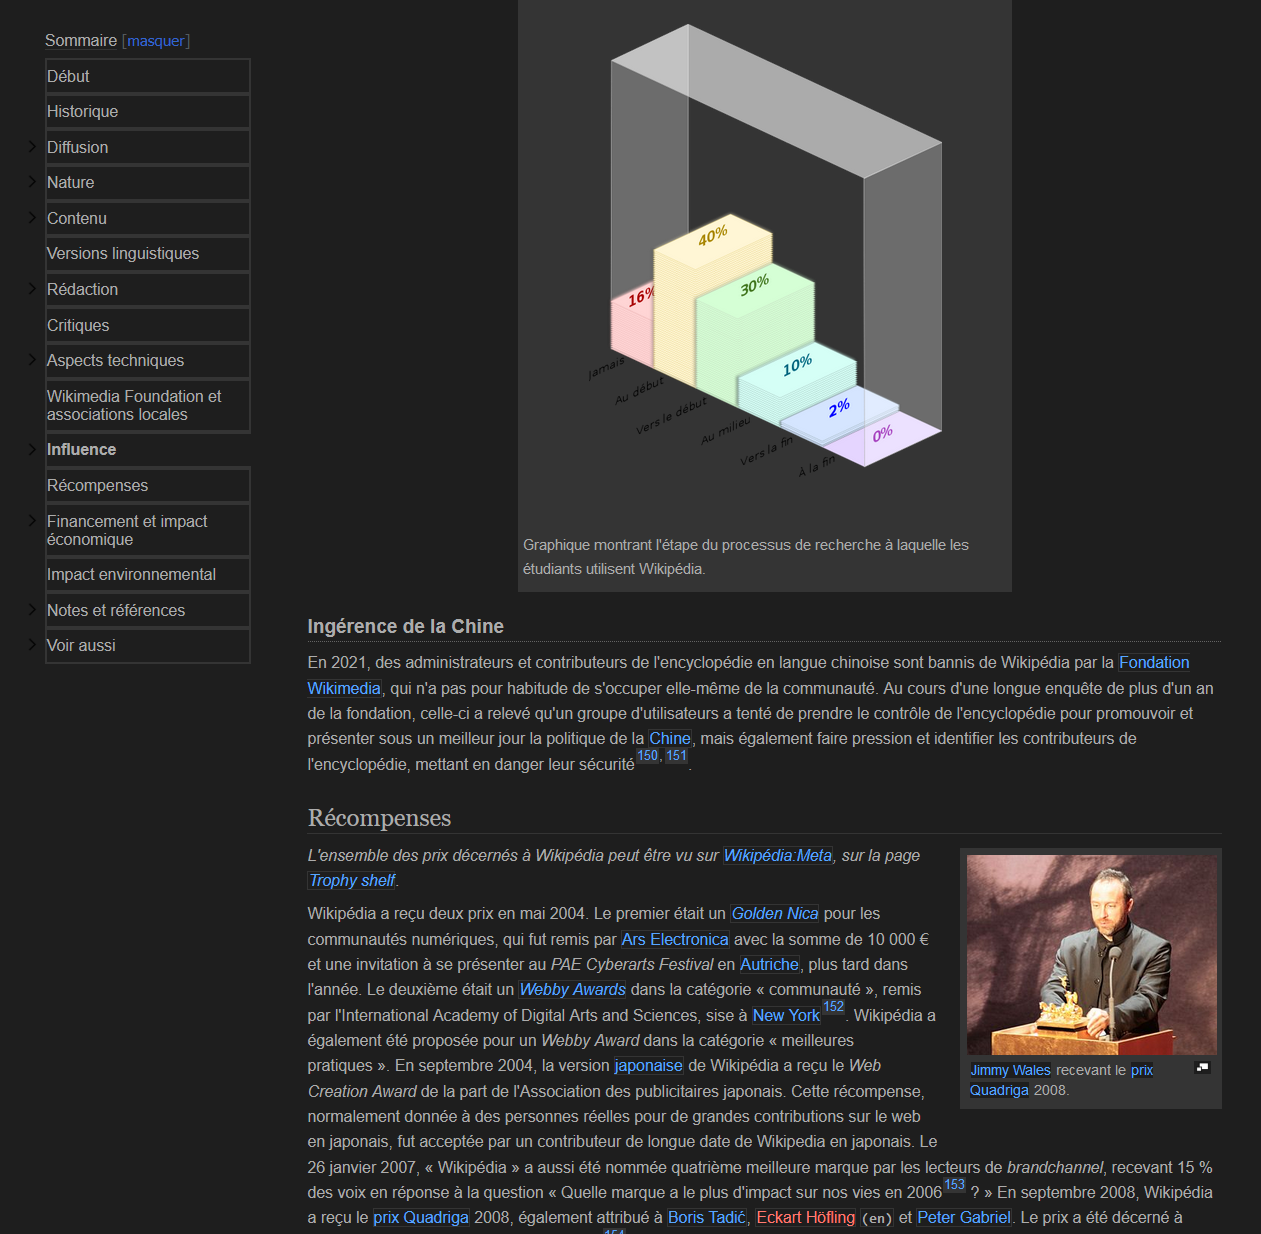 Sommaire [masquer]
Début
Historique
Diffusion
Nature
Contenu
Versions linguistiques
Rédaction
Critiques
Aspects techniques
Wikimedia Foundation et
associations locales
Influence
Récompenses
Financement et impact
économique
Impact environnemental
Notes et références
Voir aussi
16%
40%
30%
10%
2%
0%
Jamais
Au début
Vers le début
Au milieu
Vers la fin
À la fin
Graphique montrant l'étape du processus de recherche à laquelle les
étudiants utilisent Wikipédia.
Ingérence de la Chine
En 2021, des administrateurs et contributeurs de l'encyclopédie en langue chinoise sont bannis de Wikipédia par la Fondation
Wikimedia, qui n'a pas pour habitude de s'occuper elle-même de la communauté. Au cours d'une longue enquête de plus d'un an
de la fondation, celle-ci a relevé qu'un groupe d'utilisateurs a tenté de prendre le contrôle de l'encyclopédie pour promouvoir et
présenter sous un meilleur jour la politique de la Chine, mais également faire pression et identifier les contributeurs de
l'encyclopédie, mettant en danger leur sécurité 150, 151.
Récompenses
L'ensemble des prix décernés à Wikipédia peut être vu sur Wikipédia:Meta, sur la page
Trophy shelf.
Wikipédia a reçu deux prix en mai 2004. Le premier était un Golden Nica pour les
communautés numériques, qui fut remis par Ars Electronica avec la somme de 10 000 €
et une invitation à se présenter au PAE Cyberarts Festival en Autriche, plus tard dans
l'année. Le deuxième était un Webby Awards dans la catégorie « communauté », remis
par l'International Academy of Digital Arts and Sciences, sise à New York 152. Wikipédia a
également été proposée pour un Webby Award dans la catégorie « meilleures
pratiques ». En septembre 2004, la version japonaise de Wikipédia a reçu le Web
Creation Award de la part de l'Association des publicitaires japonais. Cette récompense,
normalement donnée à des personnes réelles pour de grandes contributions sur le web
en japonais, fut acceptée par un contributeur de longue date de Wikipedia en japonais. Le
26 janvier 2007, « Wikipédia » a aussi été nommée quatrième meilleure marque par les lecteurs de brandchannel, recevant 15 %
des voix en réponse à la question « Quelle marque a le plus d'impact sur nos vies en 2006 153 ? » En septembre 2008, Wikipédia
a reçu le prix Quadriga 2008, également attribué à Boris Tadić, Eckart Höfling (en) et Peter Gabriel. Le prix a été décerné à
154
Jimmy Wales recevant le prix
Quadriga 2008.